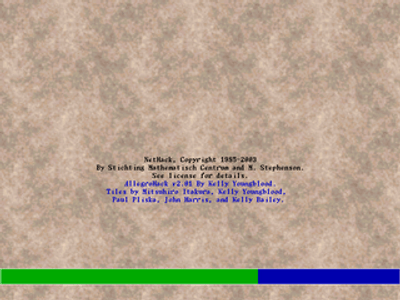 NetHack, Copyright 1985-2003
By Stichting Mathematisch Centrum and M. Stephenson.
See license for details.
AllegroHack r2.01 By Kelly Youngblood.
Tiles by Mitsuhiro Itakura, Kelly Youngblood,
Paul Pliska, John Harris, and Kelly Bailey.